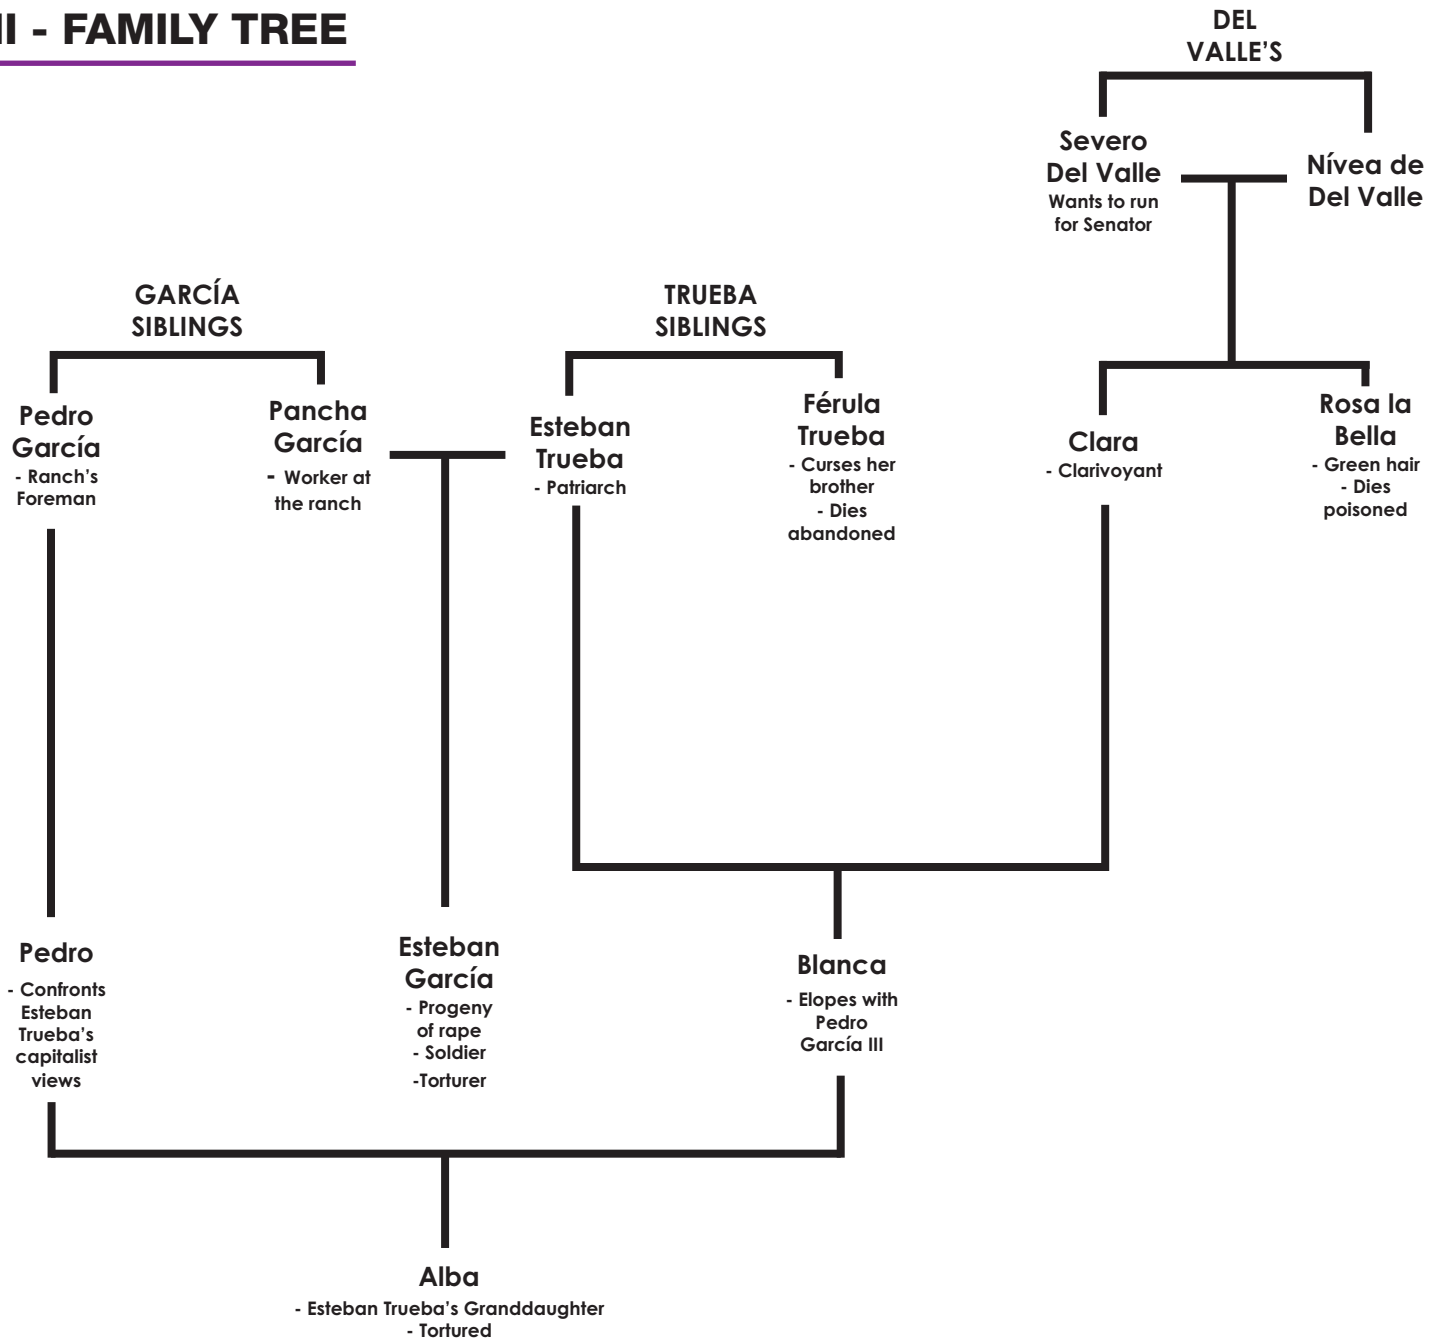 II - FAMILY TREE
DEL
VALLE'S
Severo
Del Valle
Wants to run
for Senator
Nívea de
Del Valle
GARCÍA
SIBLINGS
TRUEBA
SIBLINGS
Pedro
García
- Ranch's
Foreman
Pancha
García
- Worker at
the ranch
Esteban
Trueba
- Patriarch
Férula
Trueba
- Curses her
brother
- Dies
abandoned
Clara
- Clarivoyant
Rosa la
Bella
- Green hair
- Dies
poisoned
Pedro
- Confronts
Esteban
Trueba's
capitalist
views
Esteban
García
- Progeny
of rape
- Soldier
-Torturer
Blanca
- Elopes with
Pedro
García III
Alba
- Esteban Trueba's Granddaughter
- Tortured